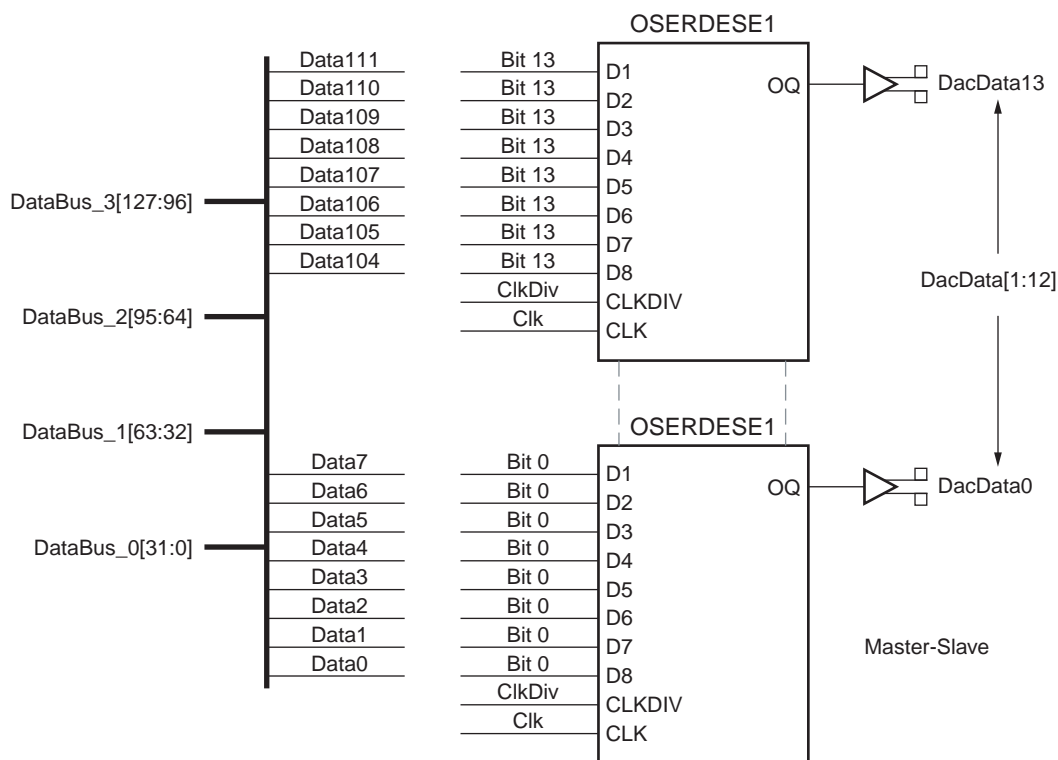 OSERDESE1
Data111 Bit 13 D1
Data110 Bit 13 D2 OQ DacData13
Data109 Bit 13 D3
Data108 Bit 13 D4
Data107 Bit 13 D5
DataBus_3[127:96] Data106 Bit 13 D6
Data105 Bit 13 D7
Data104 Bit 13 D8
ClkDiv CLKDIV DacData[1:12]
DataBus_2[95:64] Clk CLK
DataBus_1[63:32] OSERDESE1
Data7 Bit 0 D1
Data6 Bit 0 D2 OQ DacData0
Data5 Bit 0 D3
DataBus_0[31:0] Data4 Bit 0 D4
Data3 Bit 0 D5
Data2 Bit 0 D6
Data1 Bit 0 D7 Master-Slave
Data0 Bit 0 D8
ClkDiv CLKDIV
Clk CLK